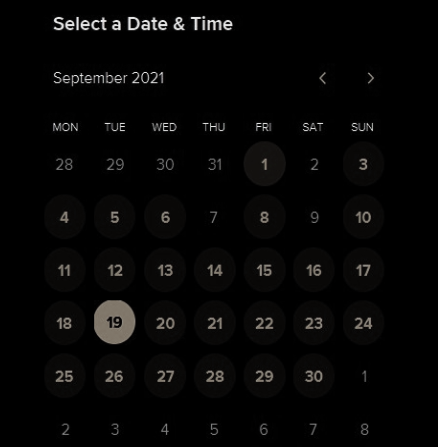 Select a Date & Time
September 2021
MON TUE WED THU FRI SAT SUN
28 29 30 31 1 2 3
4 5 6 7 8 9 10
11 12 13 14 15 16 17
18 19 20 21 22 23 24
25 26 27 28 29 30 1
2 3 4 5 6 7 8